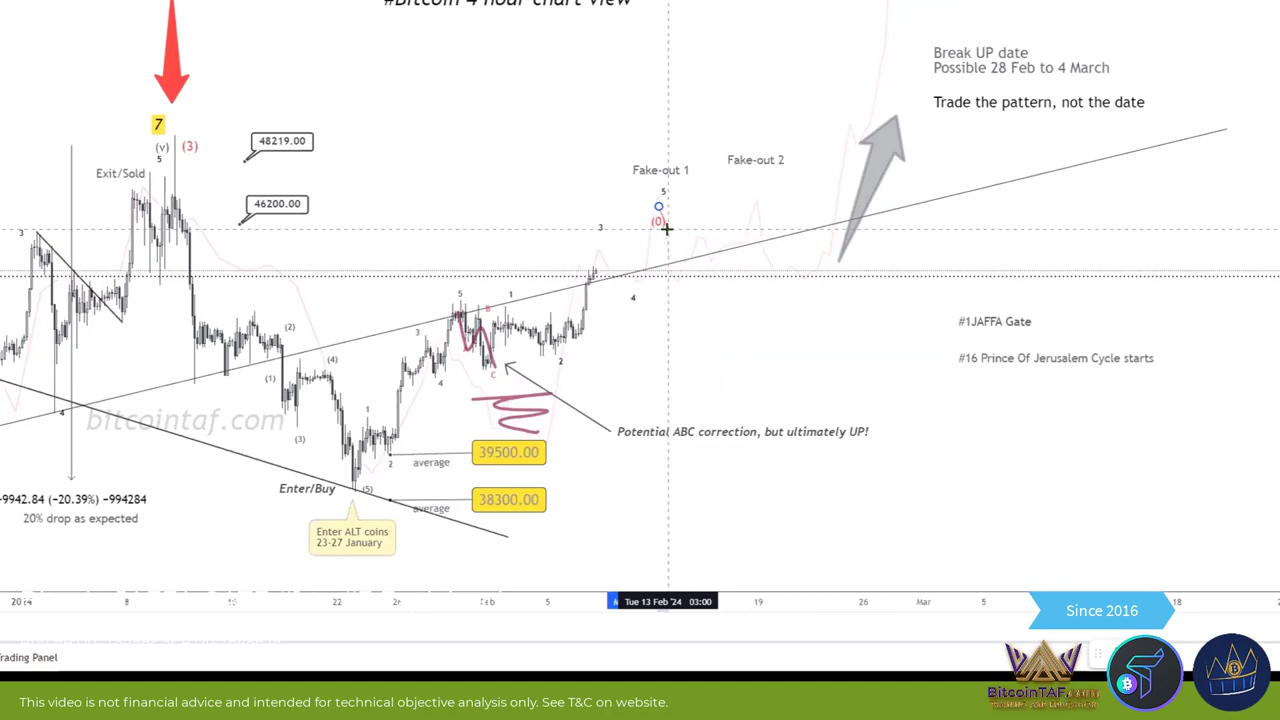 #Bitcoin 4 hour chart view
Break UP date
Possible 28 Feb to 4 March
Trade the pattern, not the date
7
(v)
(3)
5
48219.00
Exit/Sold
46200.00
Fake-out 1
Fake-out 2
5
(0)
3
3
4
5
B
1
#1JAFFA Gate
#16 Prince Of Jerusalem Cycle starts
(2)
3
(4)
2
(1)
4
C
1
4
bitcointaf.com
(3)
Potential ABC correction, but ultimately UP!
2
average
39500.00
Enter/Buy
(5)
average
38300.00
-9942.84 (-20.39%) -994284
20% drop as expected
Enter ALT coins
23-27 January
8
22
5
Tue 13 Feb '24 03:00
19
26
Mar
5
18
Since 2016
Trading Panel
BitcoinTAF.com
This video is not financial advice and intended for technical objective analysis only. See T&C on website.